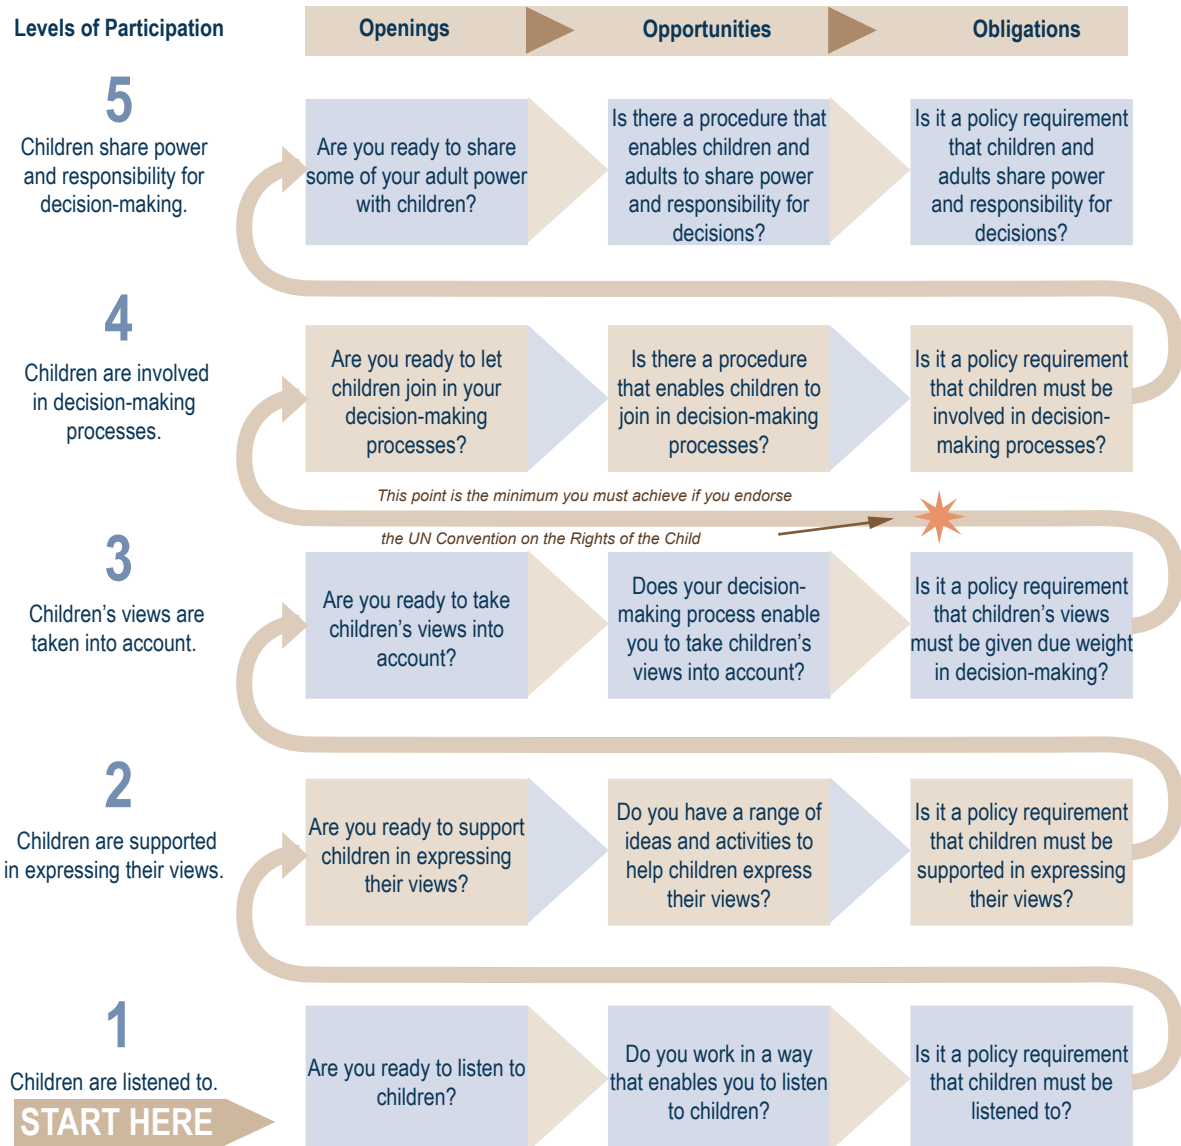 Levels of Participation
Openings
Opportunities
Obligations
5
Children share power
and responsibility for
decision-making.
Are you ready to share
some of your adult power
with children?
Is there a procedure that
enables children and
adults to share power
and responsibility for
decisions?
Is it a policy requirement
that children and
adults share power
and responsibility for
decisions?
4
Children are involved
in decision-making
processes.
Are you ready to let
children join in your
decision-making
processes?
Is there a procedure
that enables children to
join in decision-making
processes?
Is it a policy requirement
that children must be
involved in decision-
making processes?
This point is the minimum you must achieve if you endorse
the UN Convention on the Rights of the Child
3
Children’s views are
taken into account.
Are you ready to take
children’s views into
account?
Does your decision-
making process enable
you to take children’s
views into account?
Is it a policy requirement
that children’s views
must be given due weight
in decision-making?
2
Children are supported
in expressing their views.
Are you ready to support
children in expressing
their views?
Do you have a range of
ideas and activities to
help children express
their views?
Is it a policy requirement
that children must be
supported in expressing
their views?
1
Children are listened to.
START HERE
Are you ready to listen to
children?
Do you work in a way
that enables you to listen
to children?
Is it a policy requirement
that children must be
listened to?